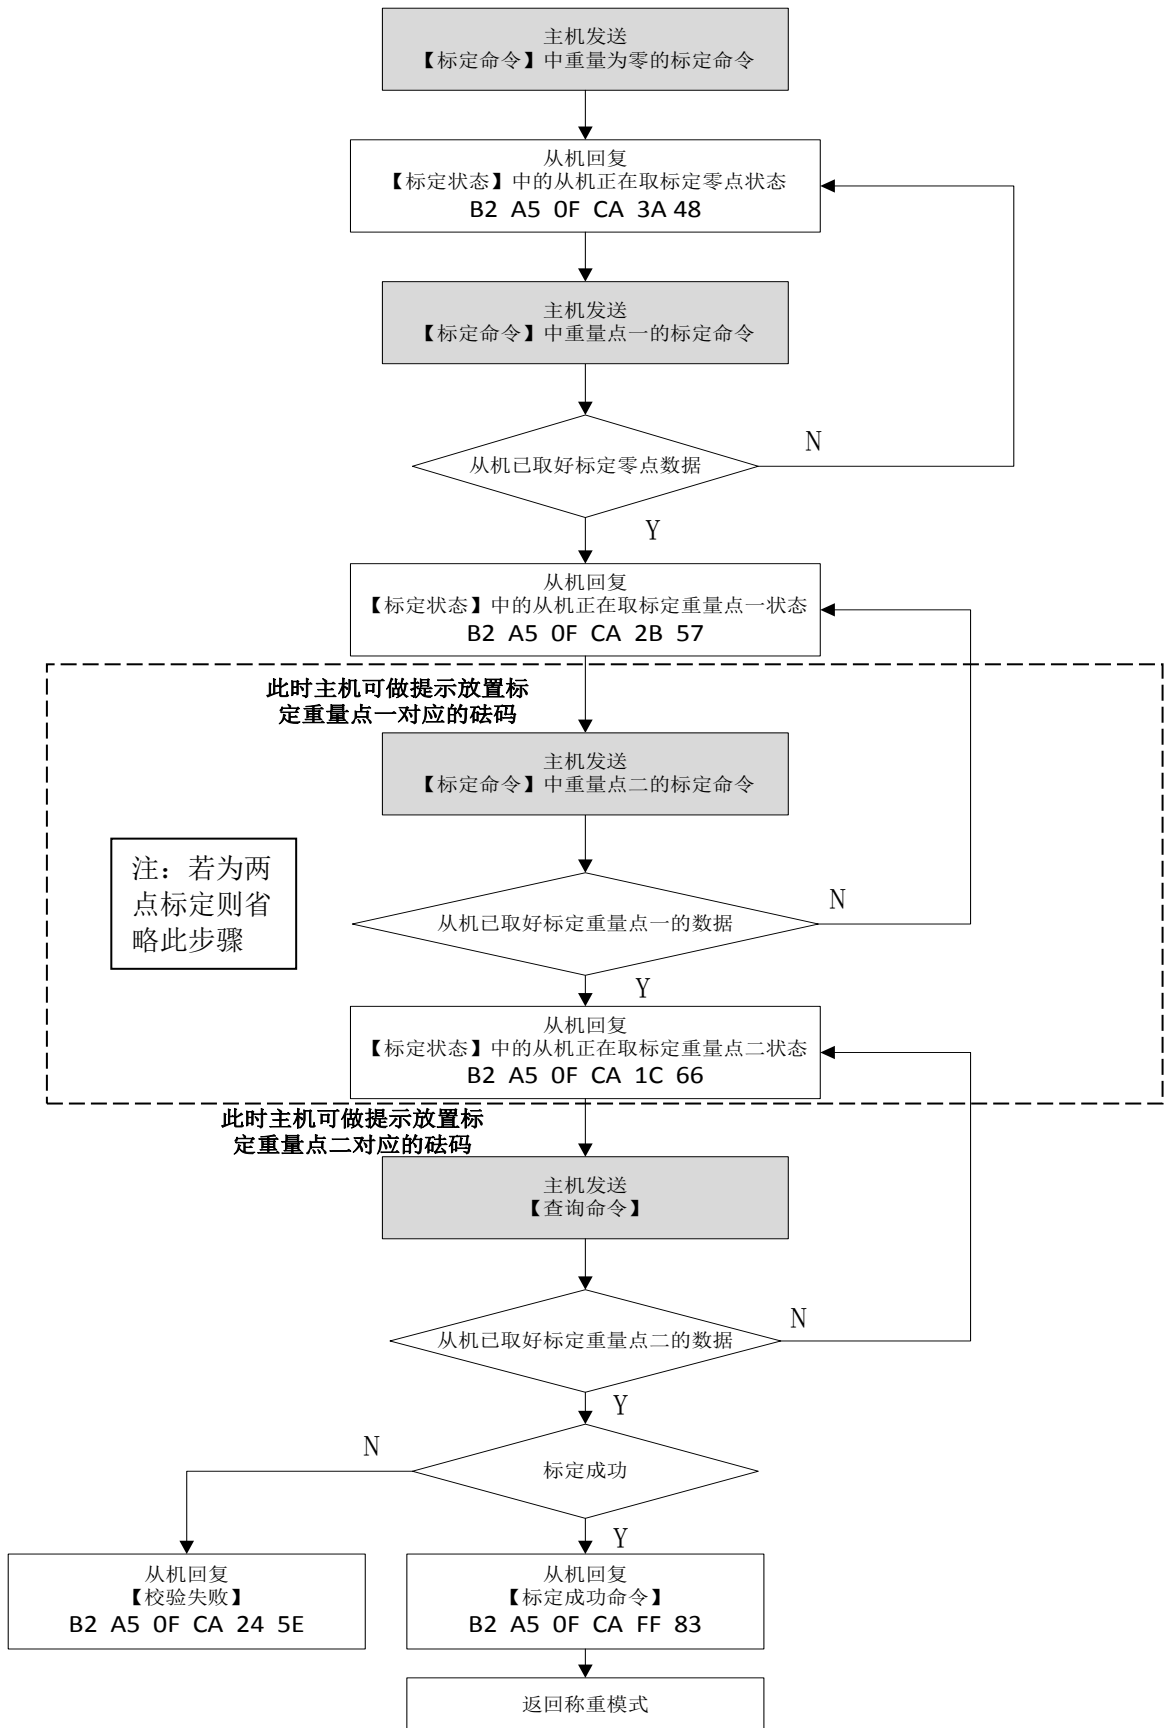 主机发送
【标定命令】中重量为零的标定命令
从机回复
【标定状态】中的从机正在取标定零点状态
B2 A5 0F CA 3A 48
主机发送
【标定命令】中重量点一的标定命令
从机已取好标定零点数据
N
Y
从机回复
【标定状态】中的从机正在取标定重量点一状态
B2 A5 0F CA 2B 57
此时主机可做提示放置标
定重量点一对应的砝码
主机发送
【标定命令】中重量点二的标定命令
注：若为两
点标定则省
略此步骤
从机已取好标定重量点一的数据
N
Y
从机回复
【标定状态】中的从机正在取标定重量点二状态
B2 A5 0F CA 1C 66
此时主机可做提示放置标
定重量点二对应的砝码
主机发送
【查询命令】
从机已取好标定重量点二的数据
N
Y
标定成功
N
Y
从机回复
【校验失败】
B2 A5 0F CA 24 5E
从机回复
【标定成功命令】
B2 A5 0F CA FF 83
返回称重模式